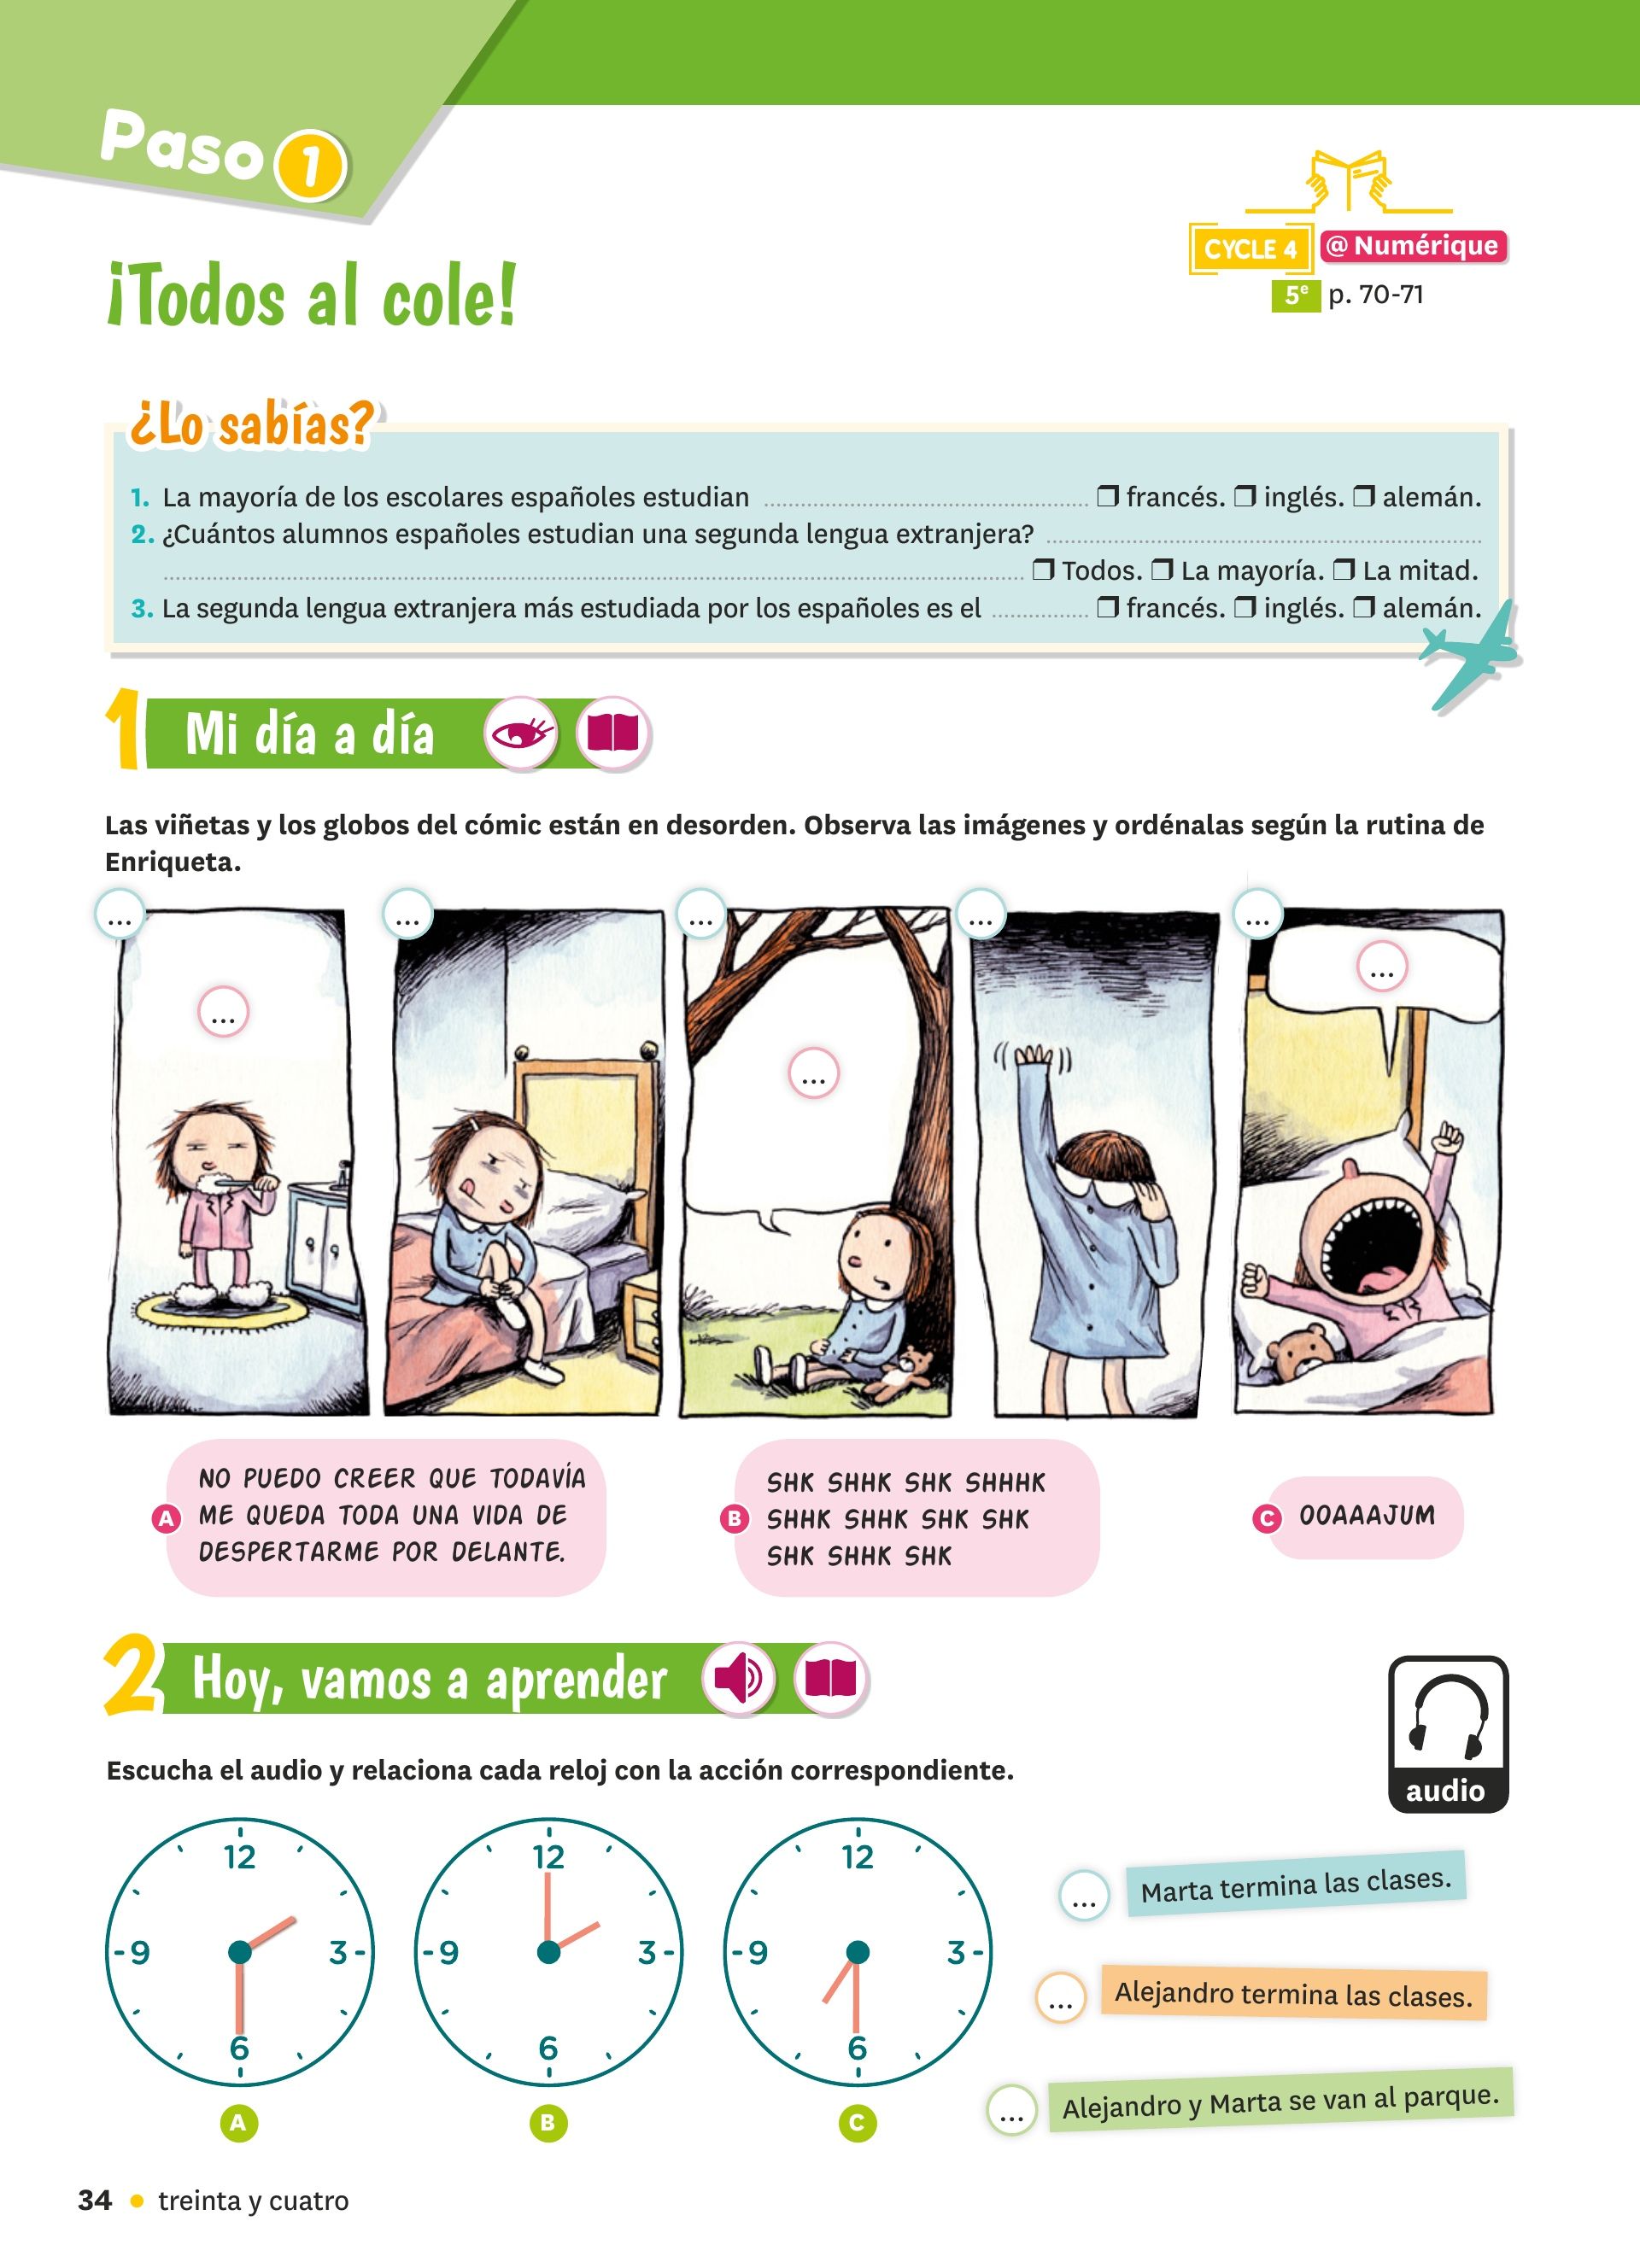 Paso 1
CYCLE 4 @ Numérique
5e p. 70-71
¡Todos al cole!
¿Lo sabías?
1. La mayoría de los escolares españoles estudian ........................................ ❒ francés. ❒ inglés. ❒ alemán.
2. ¿Cuántos alumnos españoles estudian una segunda lengua extranjera? ........................................
........................................ ❒ Todos. ❒ La mayoría. ❒ La mitad.
3. La segunda lengua extranjera más estudiada por los españoles es el ............... ❒ francés. ❒ inglés. ❒ alemán.
1 Mi día a día
Las viñetas y los globos del cómic están en desorden. Observa las imágenes y ordénalas según la rutina de
Enriqueta.
... ... ... ... ...
... ... ...
A NO PUEDO CREER QUE TODAVÍA
ME QUEDA TODA UNA VIDA DE
DESPERTARME POR DELANTE.
B SHK SHHK SHK SHHHK
SHHK SHHK SHK SHK
SHK SHHK SHK
C OOAAAJUM
2 Hoy, vamos a aprender
audio
Escucha el audio y relaciona cada reloj con la acción correspondiente.
12 3 6 9
A
12 3 6 9
B
12 3 6 9
C
... Marta termina las clases.
... Alejandro termina las clases.
... Alejandro y Marta se van al parque.
34 • treinta y cuatro